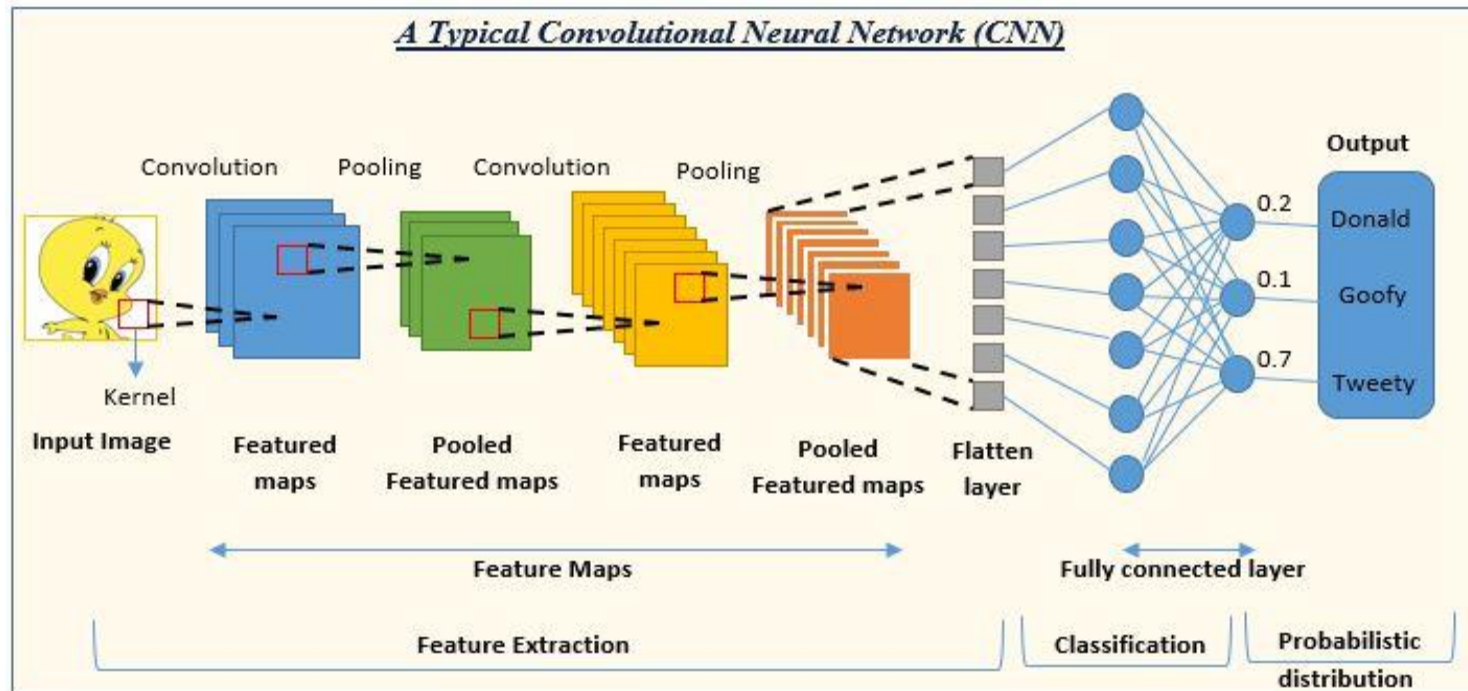 A Typical Convolutional Neural Network (CNN)
Convolution
Pooling
Convolution
Pooling
Output
0.2
Donald
0.1
Goofy
0.7
Tweety
Kernel
Input Image
Featured
maps
Pooled
Featured maps
Featured
maps
Pooled
Featured maps
Flatten
layer
Feature Maps
Fully connected layer
Feature Extraction
Classification
Probabilistic
distribution